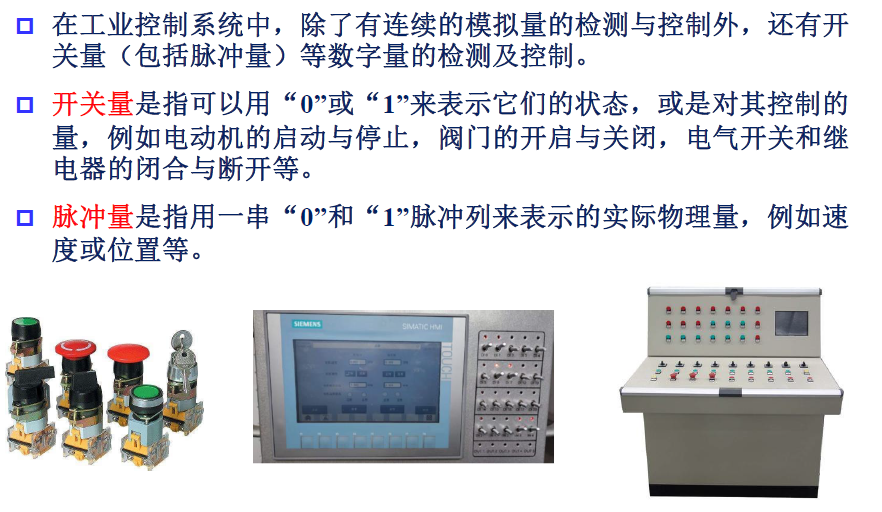 在工业控制系统中，除了有连续的模拟量的检测与控制外，还有开
关量（包括脉冲量）等数字量的检测及控制。
开关量是指可以用“0”或“1”来表示它们的状态，或是对其控制的
量，例如电动机的启动与停止，阀门的开启与关闭，电气开关和继
电器的闭合与断开等。
脉冲量是指用一串“0”和“1”脉冲列来表示的实际物理量，例如速
度或位置等。
SIEMENS
SIMATIC HMI